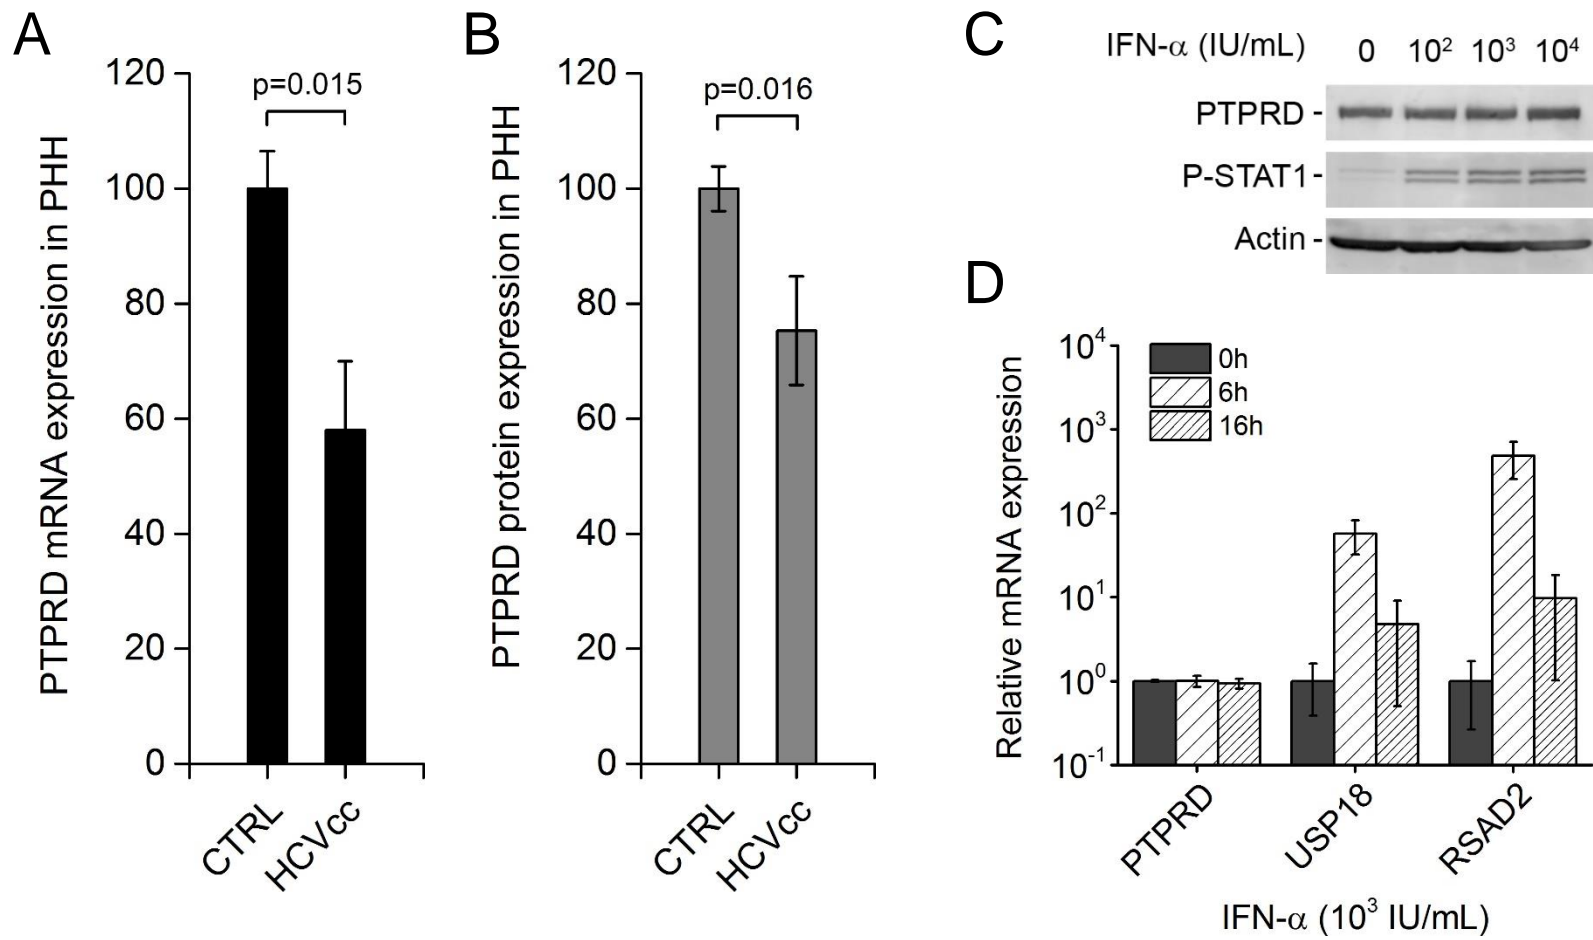 A
PTPRD mRNA expression in PHH
120
100
80
60
40
20
0
p=0.015
CTRL
HCVcc
B
PTPRD protein expression in PHH
120
100
80
60
40
20
0
p=0.016
CTRL
HCVcc
C
IFN-α (IU/mL) 0 10² 10³ 10⁴
PTPRD -
P-STAT1 -
Actin -
D
Relative mRNA expression
10⁴
10³
10²
10¹
10⁰
10⁻¹
0h
6h
16h
PTPRD
USP18
RSAD2
IFN-α (10³ IU/mL)